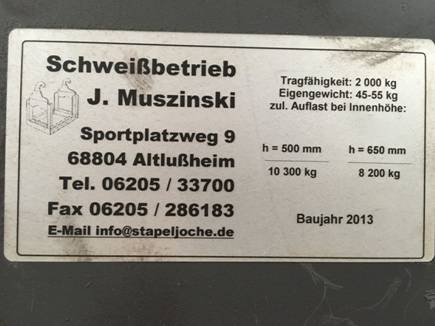 Schweißbetrieb
J. Muszinski
Sportplatzweg 9
68804 Altlußheim
Tel. 06205 / 33700
Fax 06205 / 286183
E-Mail info@stapeljoche.de
Tragfähigkeit: 2 000 kg
Eigengewicht: 45-55 kg
zul. Auflast bei Innenhöhe:
h = 500 mm h = 650 mm
10 300 kg 8 200 kg
Baujahr 2013